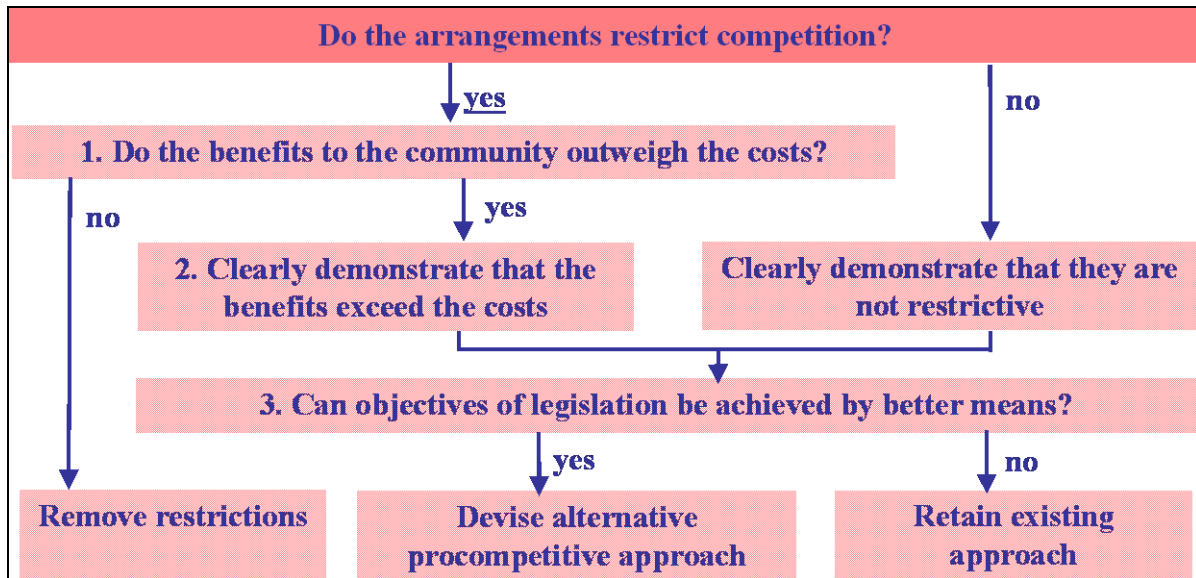 Do the arrangements restrict competition?
yes
no
1. Do the benefits to the community outweigh the costs?
no
yes
2. Clearly demonstrate that the
benefits exceed the costs
Clearly demonstrate that they are
not restrictive
3. Can objectives of legislation be achieved by better means?
yes
no
Remove restrictions
Devise alternative
procompetitive approach
Retain existing
approach